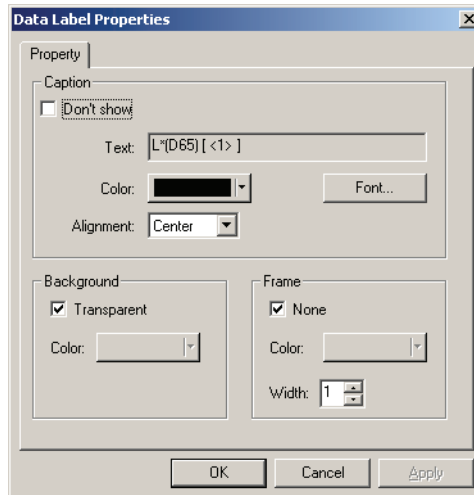 Data Label Properties
Property
Caption
Don't show
Text: L*(D65) [ <1> ]
Color: Font...
Alignment: Center
Background Frame
Transparent None
Color: Color:
Width: 1
OK Cancel Apply